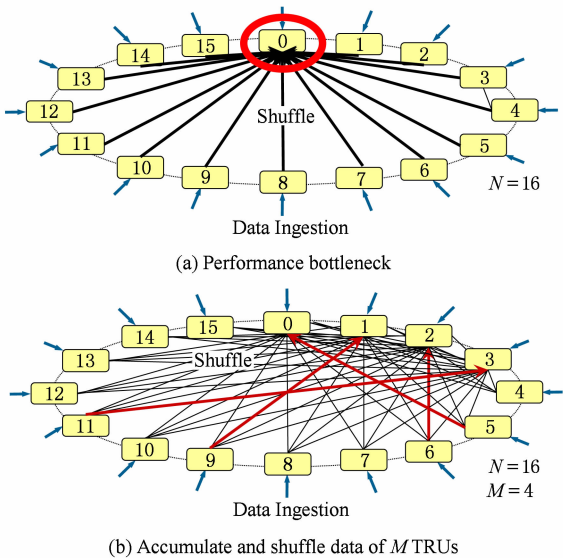 15 0 1
14 2
13 3
12 4
Shuffle
11 5
10 6
9 8 7
N=16
Data Ingestion
(a) Performance bottleneck
15 0 1
14 2
13 3
Shuffle
12 4
11 5
10 6
9 8 7
N=16
M=4
Data Ingestion
(b) Accumulate and shuffle data of M TRUs